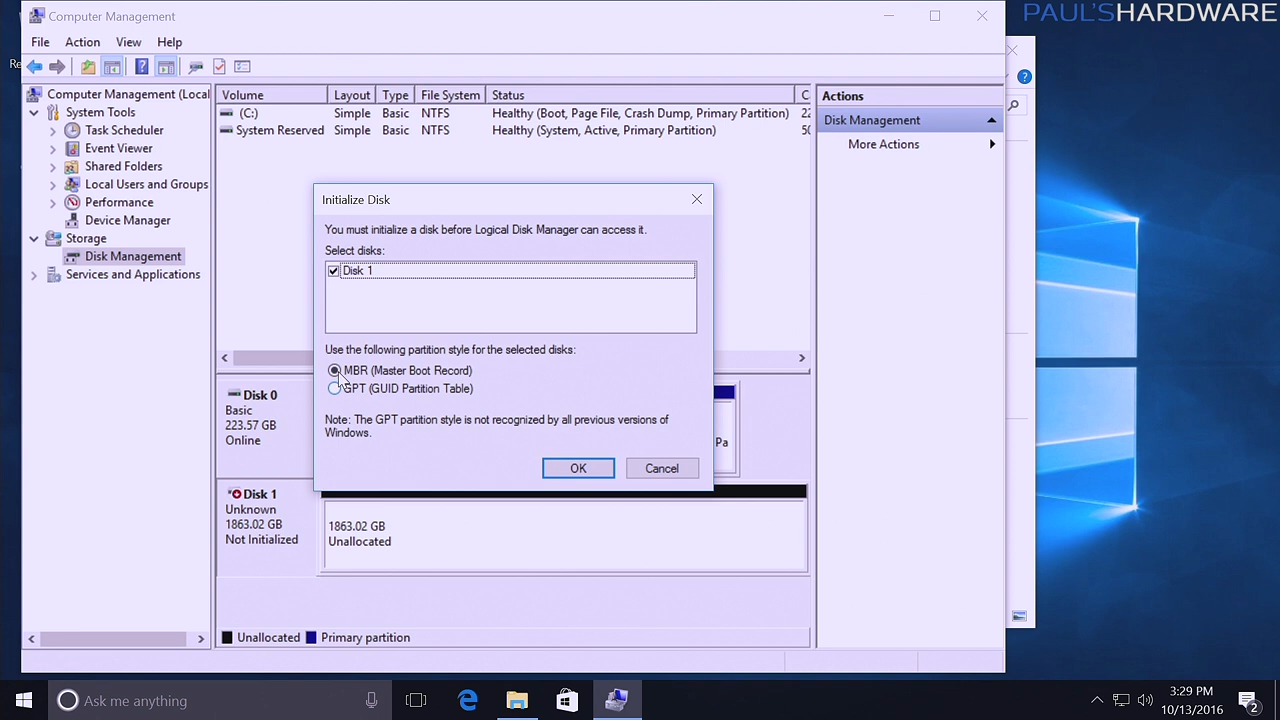 Computer Management
PAUL'SHARDWARE
File Action View Help
Re
Computer Management (Local
System Tools
Task Scheduler
Event Viewer
Shared Folders
Local Users and Groups
Performance
Device Manager
Storage
Disk Management
Services and Applications
Volume Layout Type File System Status C
(C:) Simple Basic NTFS Healthy (Boot, Page File, Crash Dump, Primary Partition) 22
System Reserved Simple Basic NTFS Healthy (System, Active, Primary Partition) 50
Actions
Disk Management
More Actions
Initialize Disk
You must initialize a disk before Logical Disk Manager can access it.
Select disks:
Disk 1
Use the following partition style for the selected disks:
MBR (Master Boot Record)
GPT (GUID Partition Table)
Note: The GPT partition style is not recognized by all previous versions of
Windows.
OK Cancel
Disk 0
Basic
223.57 GB
Online
Pa
Disk 1
Unknown
1863.02 GB
Not Initialized
1863.02 GB
Unallocated
Unallocated Primary partition
Ask me anything
3:29 PM
10/13/2016
2